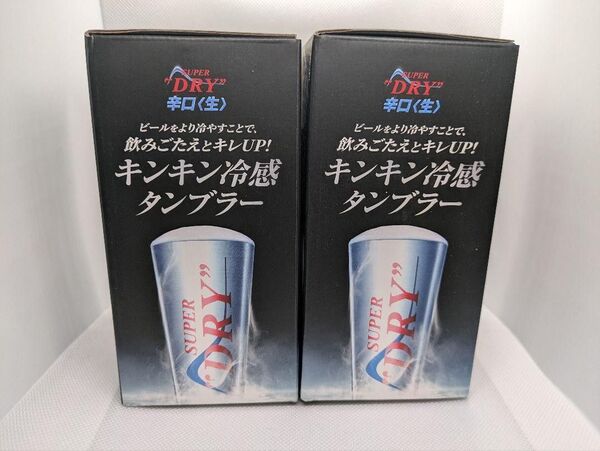 SUPER
"DRY"
辛口〈生〉
ビールをより冷やすことで、
飲みごたえとキレUP!
キンキン冷感
タンブラー
SUPER
"DRY"
SUPER
"DRY"
辛口〈生〉
ビールをより冷やすことで、
飲みごたえとキレUP!
キンキン冷感
タンブラー
SUPER
"DRY"